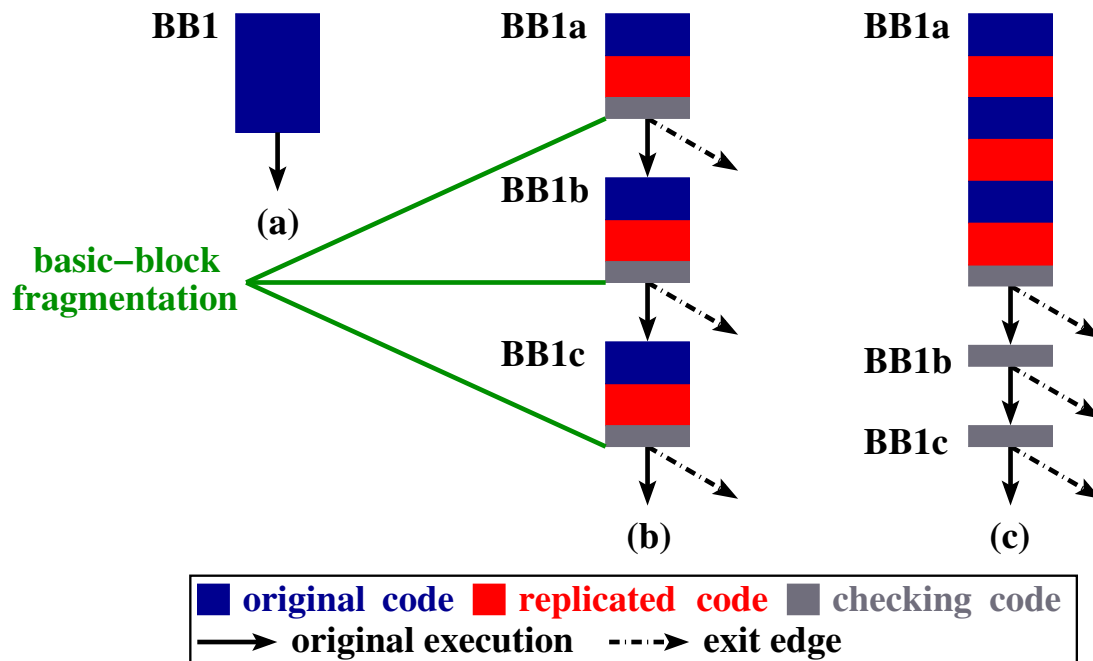 BB1
BB1a
BB1a
BB1b
(a)
basic−block
fragmentation
BB1c
BB1b
BB1c
(b)
(c)
original code
replicated code
checking code
original execution
exit edge